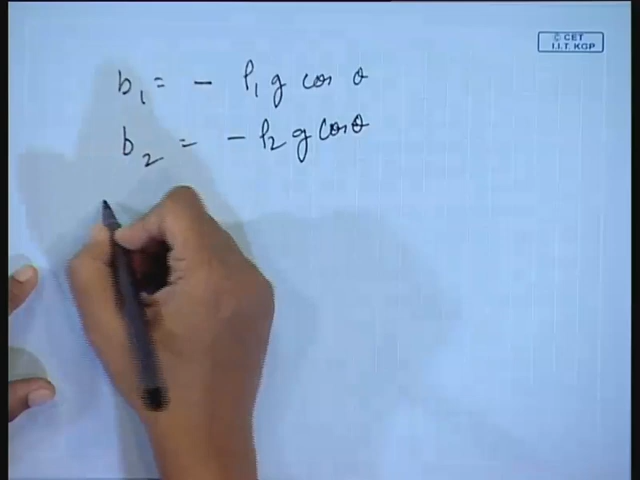 © CET
I.I.T. KGP
b₁ = - ρ₁ g cos θ
b₂ = - ρ₂ g cos θ